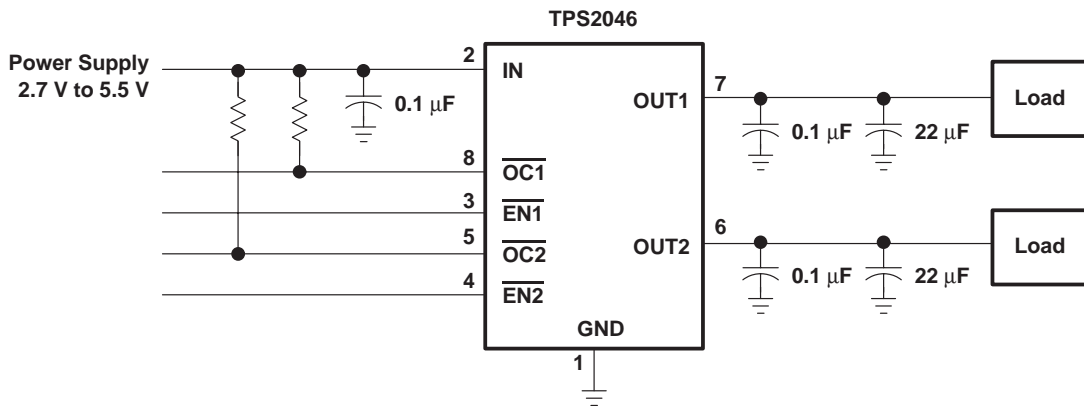 TPS2046
Power Supply
2.7 V to 5.5 V
2
IN
0.1 μF
8
OC1
3
EN1
5
OC2
4
EN2
GND
1
OUT1
7
0.1 μF
22 μF
Load
OUT2
6
0.1 μF
22 μF
Load